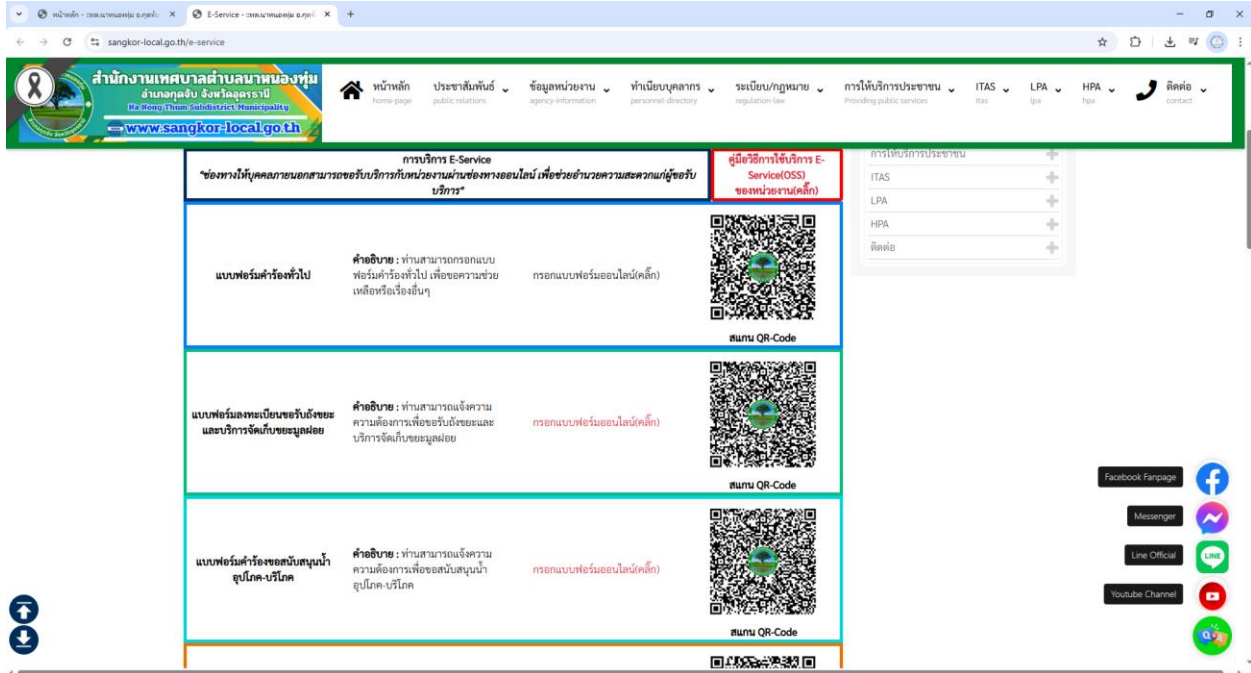 หน้าหลัก - :ทต.นาหนองทุ่ม อ.กุดจับ
E-Service - :ทต.นาหนองทุ่ม อ.กุด
sangkor-local.go.th/e-service
สำนักงานเทศบาลตำบลนาหนองทุ่ม
อำเภอกุดจับ จังหวัดอุดรธานี
Na Nong Thum Subdistrict Municipality
www.sangkor-local.go.th
หน้าหลัก
home-page
ประชาสัมพันธ์
public relations
ข้อมูลหน่วยงาน
agency-information
ทำเนียบบุคลากร
personnel-directory
ระเบียบ/กฎหมาย
regulation-law
การให้บริการประชาชน
Providing public services
ITAS
itas
LPA
lpa
HPA
hpa
ติดต่อ
contact
การบริการ E-Service
"ช่องทางให้บุคคลภายนอกสามารถขอรับบริการกับหน่วยงานผ่านช่องทางออนไลน์ เพื่อช่วยอำนวยความสะดวกแก่ผู้ขอรับ
บริการ"
คู่มือวิธีการใช้บริการ E-
Service(OSS)
ของหน่วยงาน(คลิ๊ก)
แบบฟอร์มคำร้องทั่วไป
คำอธิบาย : ท่านสามารถกรอกแบบ
ฟอร์มคำร้องทั่วไป เพื่อขอความช่วย
เหลือหรือเรื่องอื่นๆ
กรอกแบบฟอร์มออนไลน์(คลิ๊ก)
สแกน QR-Code
แบบฟอร์มลงทะเบียนขอรับถังขยะ
และบริการจัดเก็บขยะมูลฝอย
คำอธิบาย : ท่านสามารถแจ้งความ
ความต้องการเพื่อขอรับถังขยะและ
บริการจัดเก็บขยะมูลฝอย
กรอกแบบฟอร์มออนไลน์(คลิ๊ก)
สแกน QR-Code
แบบฟอร์มคำร้องขอสนับสนุนน้ำ
อุปโภค-บริโภค
คำอธิบาย : ท่านสามารถแจ้งความ
ความต้องการเพื่อขอสนับสนุนน้ำ
อุปโภค-บริโภค
กรอกแบบฟอร์มออนไลน์(คลิ๊ก)
สแกน QR-Code
การให้บริการประชาชน
ITAS
LPA
HPA
ติดต่อ
Facebook Fanpage
Messenger
Line Official
LINE
Youtube Channel
Q&A